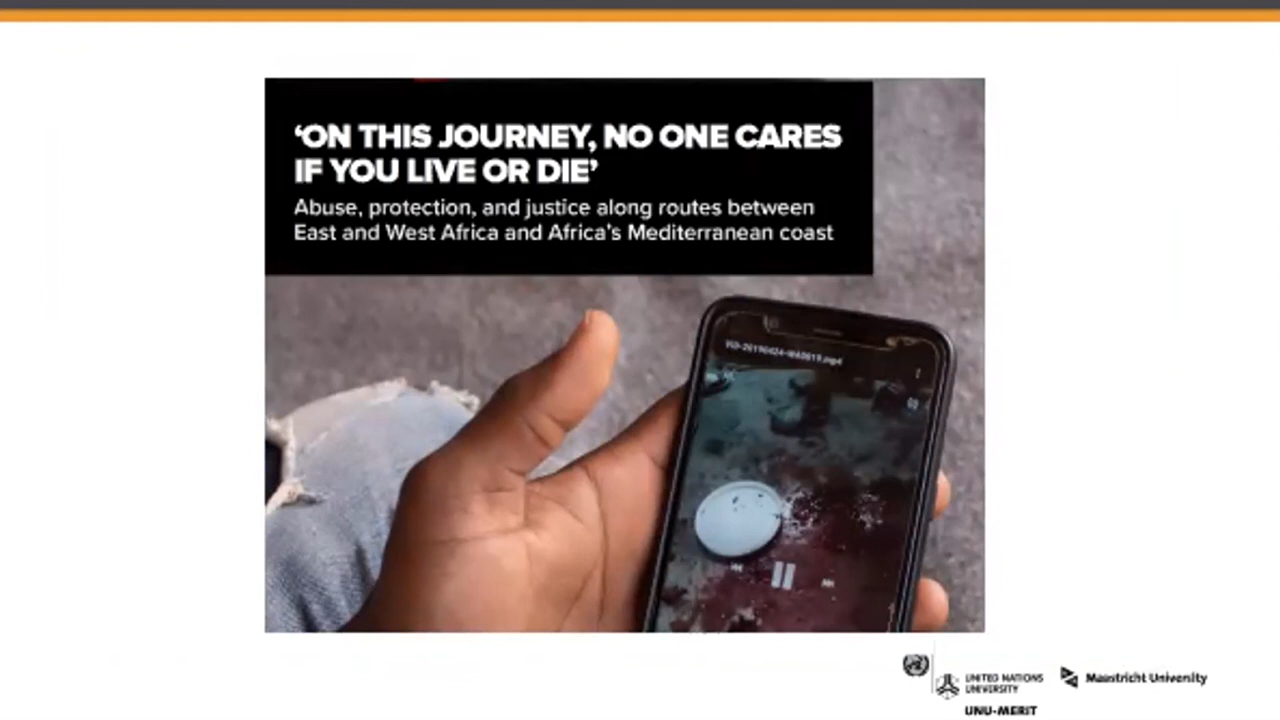 ‘ON THIS JOURNEY, NO ONE CARES
IF YOU LIVE OR DIE’
Abuse, protection, and justice along routes between
East and West Africa and Africa’s Mediterranean coast
UNITED NATIONS
UNIVERSITY
UNU-MERIT
Maastricht University